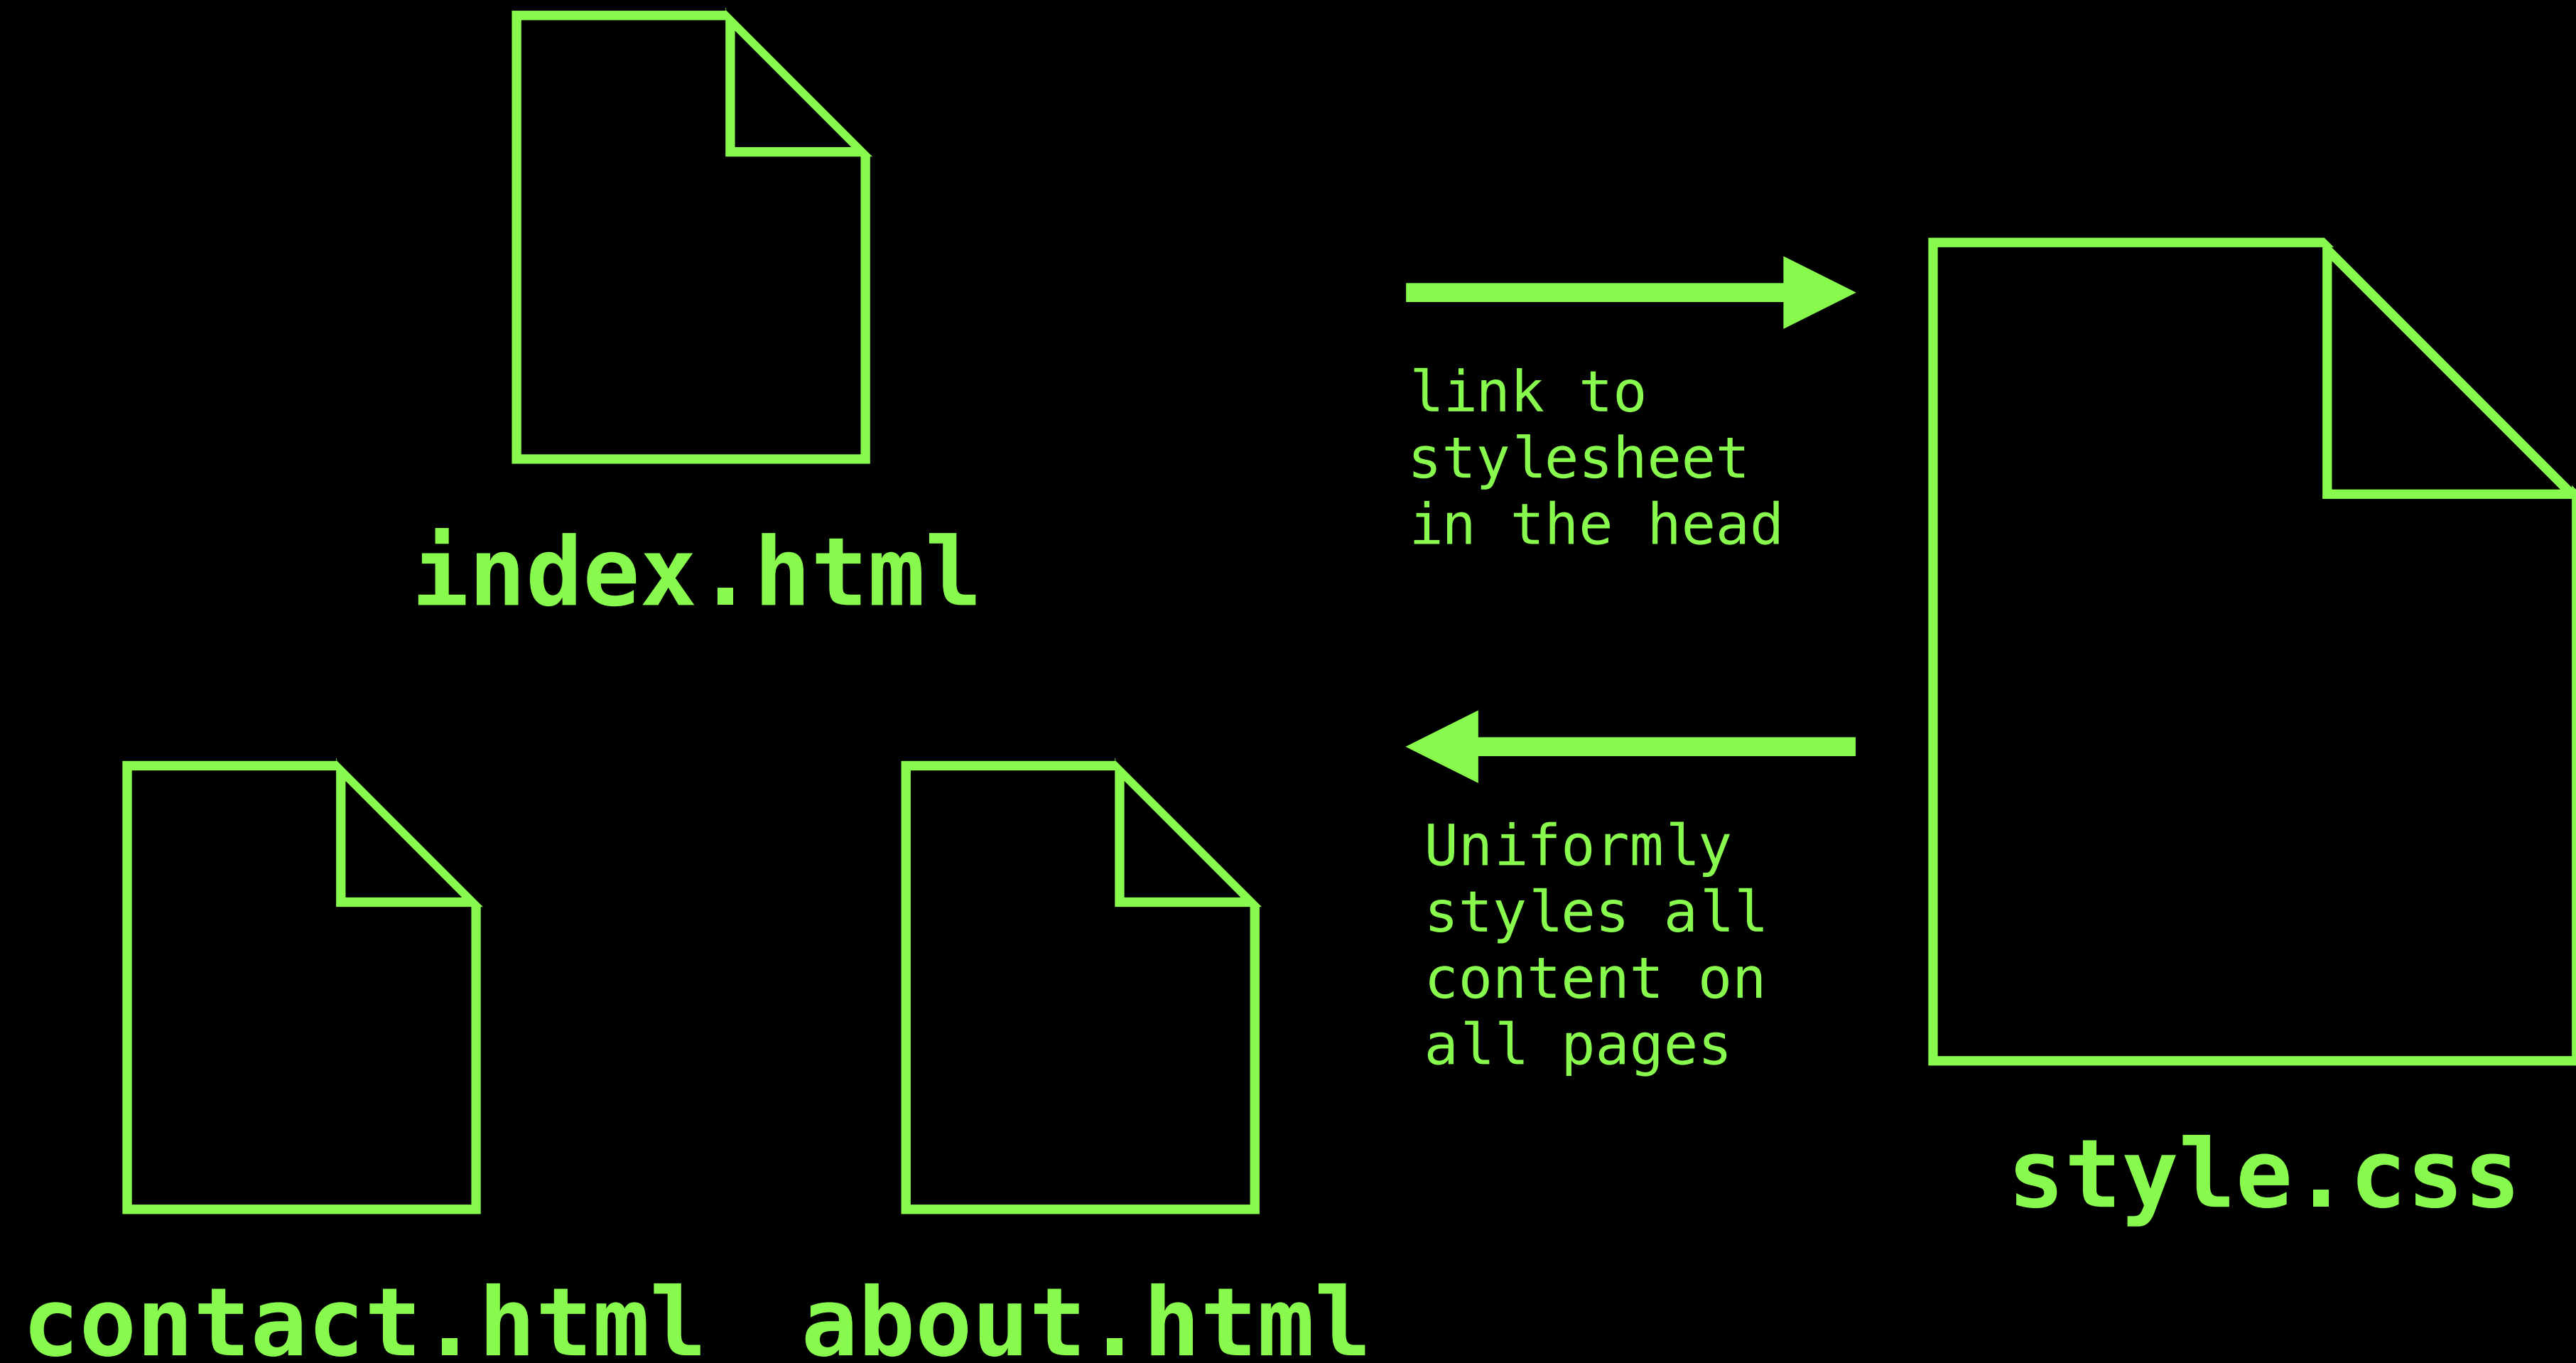 index.html
link to
stylesheet
in the head
Uniformly
styles all
content on
all pages
style.css
contact.html
about.html